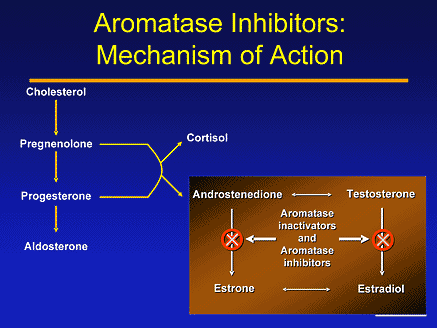 Aromatase Inhibitors:
Mechanism of Action
Cholesterol
Pregnenolone
Cortisol
Progesterone
Androstenedione
Testosterone
Aromatase
inactivators
and
Aromatase
inhibitors
Aldosterone
Estrone
Estradiol